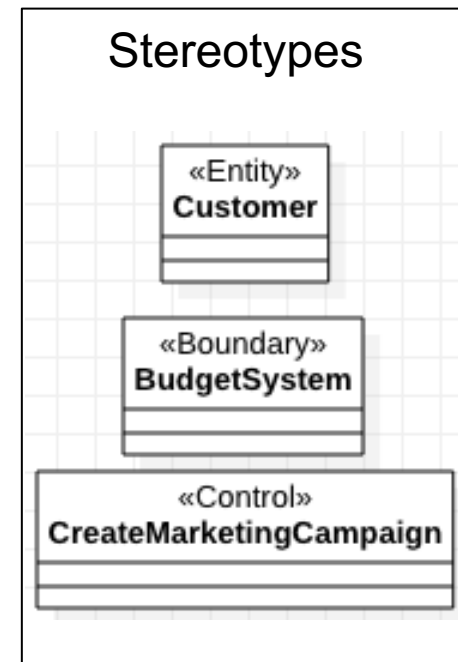 Stereotypes
«Entity»
Customer
«Boundary»
BudgetSystem
«Control»
CreateMarketingCampaign